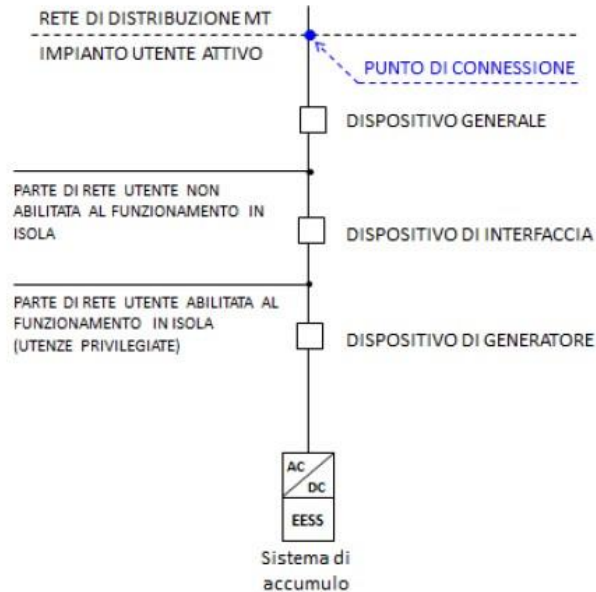 RETE DI DISTRIBUZIONE MT
IMPIANTO UTENTE ATTIVO
PUNTO DI CONNESSIONE
DISPOSITIVO GENERALE
PARTE DI RETE UTENTE NON
ABILITATA AL FUNZIONAMENTO IN
ISOLA
DISPOSITIVO DI INTERFACCIA
PARTE DI RETE UTENTE ABILITATA AL
FUNZIONAMENTO IN ISOLA
(UTENZE PRIVILEGIATE)
DISPOSITIVO DI GENERATORE
AC
DC
EESS
Sistema di
accumulo